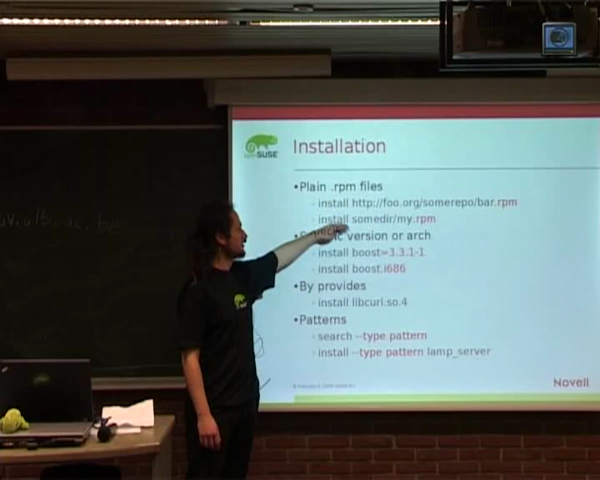 Installation
openSUSE
•Plain .rpm files
install http://foo.org/somerepo/bar.rpm
install somedir/my.rpm
version or arch
install boost=3.3.1-1
install boost.i686
•By provides
install libcurl.so.4
•Patterns
search --type pattern
install --type pattern lamp_server
Novell